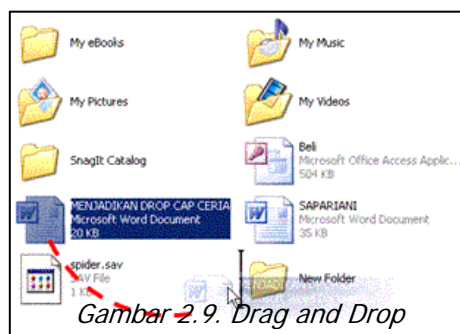 My eBooks
My Music
My Pictures
My Videos
SnagIt Catalog
Beli
Microsoft Office Access Applic...
504 KB
MENJADIKAN DROP CAP CERIA
Microsoft Word Document
20 KB
SAPARIANI
Microsoft Word Document
35 KB
spider.sav
SAV File
1 KB
New Folder
Gambar 2.9. Drag and Drop